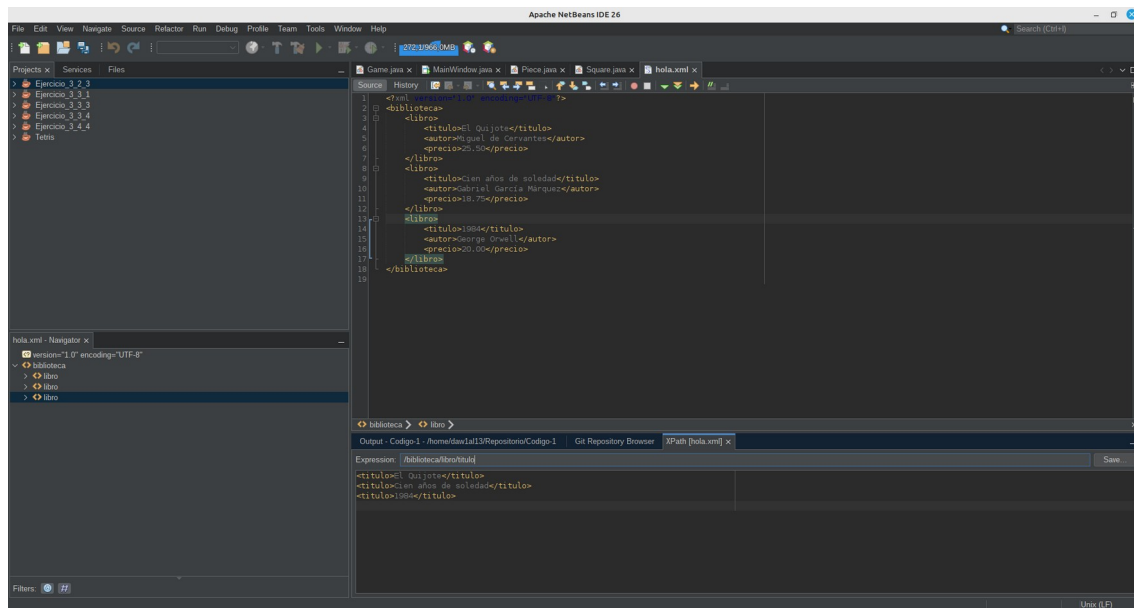 Apache NetBeans IDE 26
File Edit View Navigate Source Refactor Run Debug Profile Team Tools Window Help
Search (Ctrl+I)
272.1/966.0MB
Projects x Services Files
Game.java x MainWindow.java x Piece.java x Square.java x hola.xml x
Ejercicio_3_2_3
Ejercicio_3_3_1
Ejercicio_3_3_3
Ejercicio_3_3_4
Ejercicio_3_4_4
Tetris
Source History
1 <?xml version="1.0" encoding="UTF-8"?>
2 <biblioteca>
3 <libro>
4 <titulo>El Quijote</titulo>
5 <autor>Miguel de Cervantes</autor>
6 <precio>25.50</precio>
7 </libro>
8 <libro>
9 <titulo>Cien años de soledad</titulo>
10 <autor>Gabriel García Márquez</autor>
11 <precio>18.75</precio>
12 </libro>
13 <libro>
14 <titulo>1984</titulo>
15 <autor>George Orwell</autor>
16 <precio>20.00</precio>
17 </libro>
18 </biblioteca>
19
hola.xml - Navigator x
version="1.0" encoding="UTF-8"
biblioteca
libro
libro
libro
Filters:
biblioteca > libro >
Output - Codigo-1 - /home/daw1al13/Repositorio/Codigo-1 Git Repository Browser XPath [hola.xml] x
Expression: /biblioteca/libro/titulo Save...
<titulo>El Quijote</titulo>
<titulo>Cien años de soledad</titulo>
<titulo>1984</titulo>
Unix (LF)